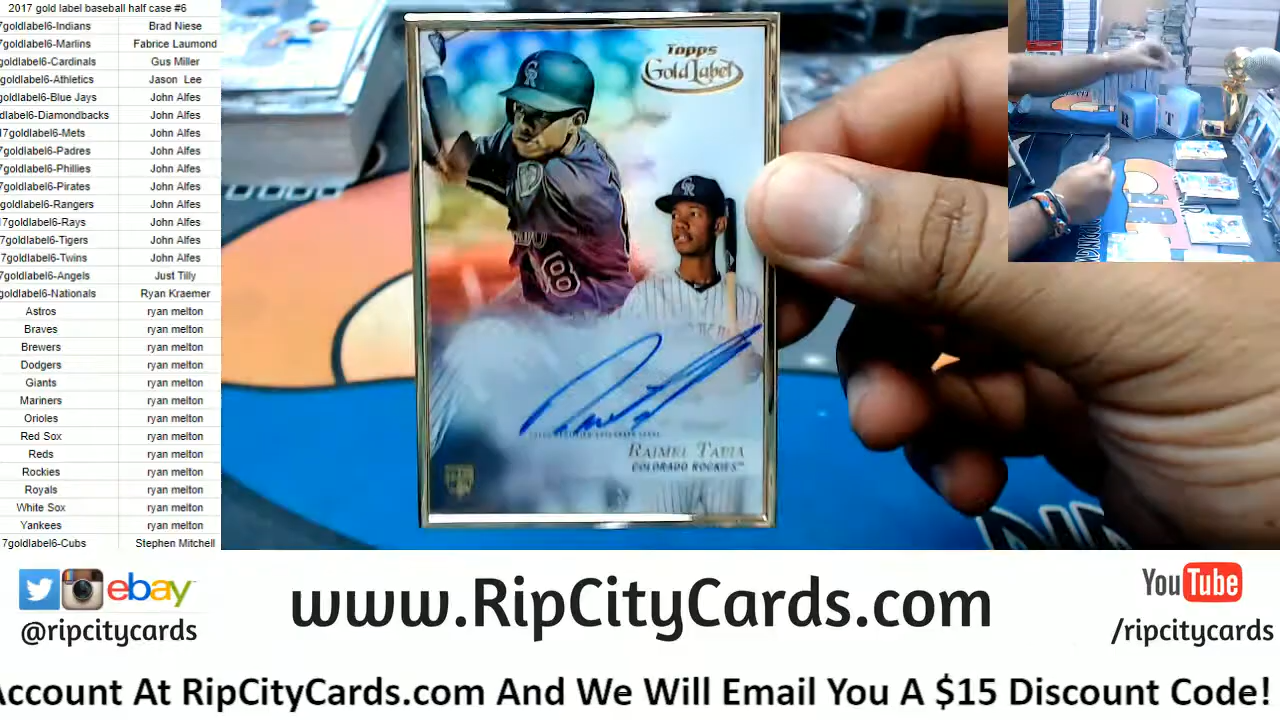 2017 gold label baseball half case #6
7goldlabel6-Indians Brad Niese
7goldlabel6-Marlins Fabrice Laumond
goldlabel6-Cardinals Gus Miller
goldlabel6-Athletics Jason Lee
goldlabel6-Blue Jays John Alfes
ldlabel6-Diamondbacks John Alfes
17goldlabel6-Mets John Alfes
7goldlabel6-Padres John Alfes
7goldlabel6-Phillies John Alfes
7goldlabel6-Pirates John Alfes
goldlabel6-Rangers John Alfes
17goldlabel6-Rays John Alfes
7goldlabel6-Tigers John Alfes
7goldlabel6-Twins John Alfes
7goldlabel6-Angels Just Tilly
oldlabel6-Nationals Ryan Kraemer
Astros ryan melton
Braves ryan melton
Brewers ryan melton
Dodgers ryan melton
Giants ryan melton
Mariners ryan melton
Orioles ryan melton
Red Sox ryan melton
Reds ryan melton
Rockies ryan melton
Royals ryan melton
White Sox ryan melton
Yankees ryan melton
7goldlabel6-Cubs Stephen Mitchell
Topps
Gold Label
CR
CR
18
RAIMEL TAPIA
COLORADO ROCKIES™
R T
ebay
@ripcitycards
www.RipCityCards.com
YouTube
/ripcitycards
Account At RipCityCards.com And We Will Email You A $15 Discount Code!